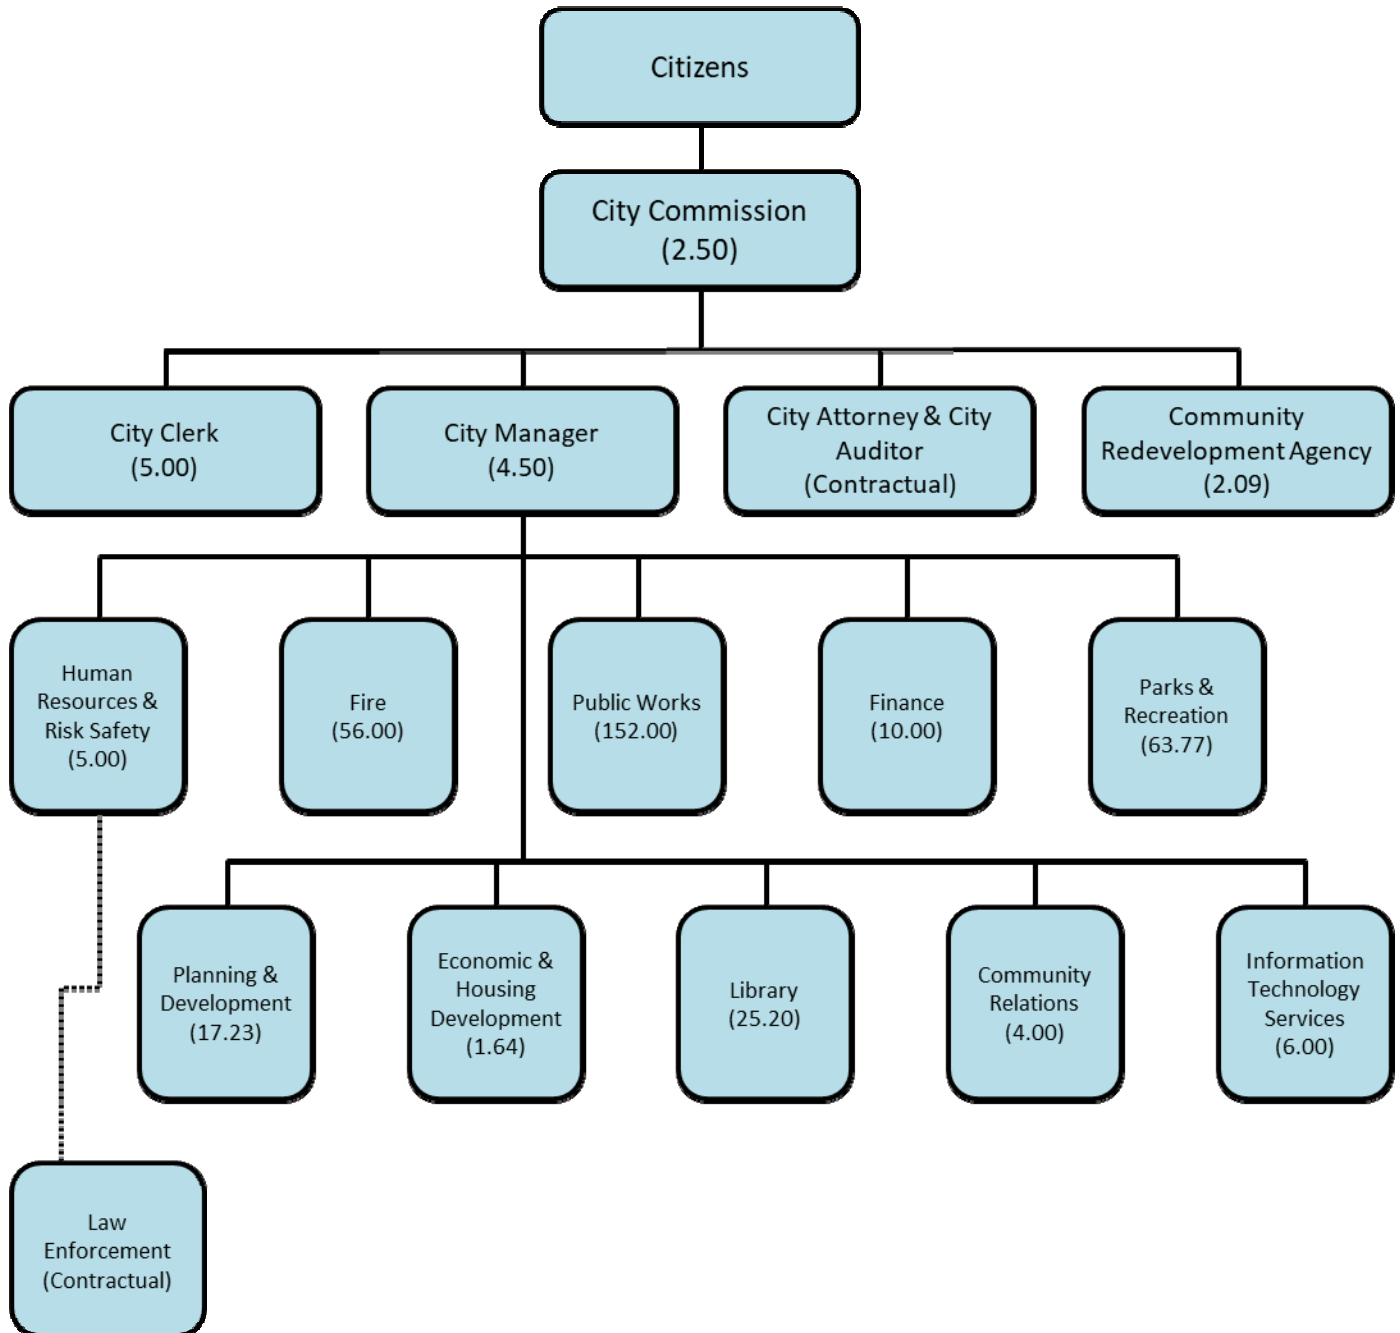 Citizens
City Commission
(2.50)
City Clerk
(5.00)
City Manager
(4.50)
City Attorney & City
Auditor
(Contractual)
Community
Redevelopment Agency
(2.09)
Human
Resources &
Risk Safety
(5.00)
Fire
(56.00)
Public Works
(152.00)
Finance
(10.00)
Parks &
Recreation
(63.77)
Planning &
Development
(17.23)
Economic &
Housing
Development
(1.64)
Library
(25.20)
Community
Relations
(4.00)
Information
Technology
Services
(6.00)
Law
Enforcement
(Contractual)